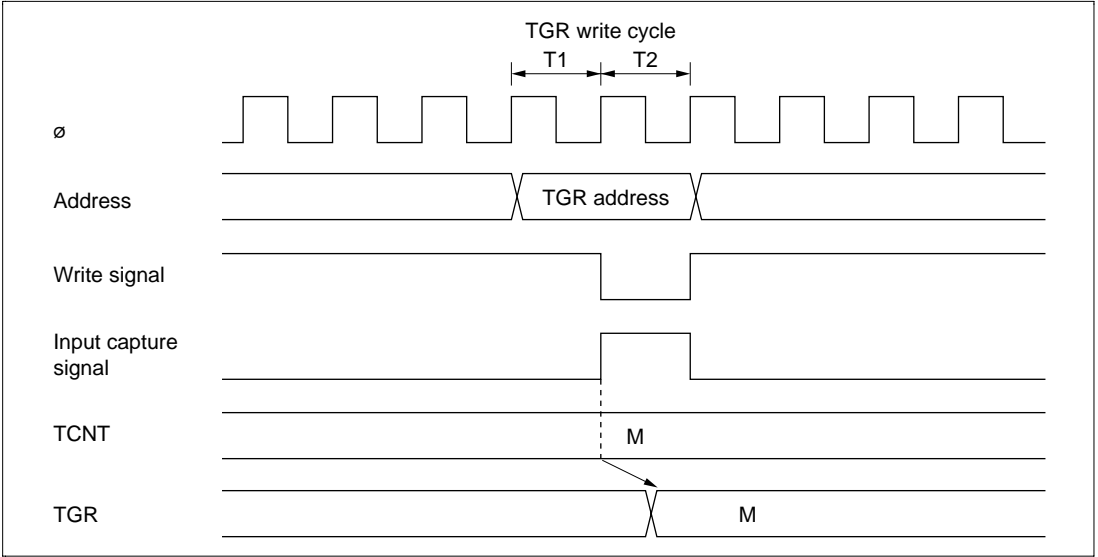 TGR write cycle
T1 T2
ø
Address TGR address
Write signal
Input capture
signal
TCNT M
TGR M